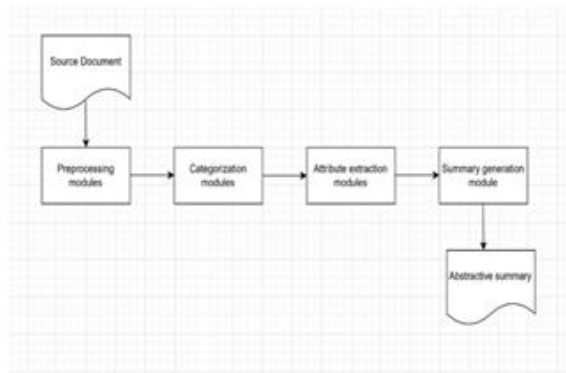 Source Document
Preprocessing
modules
Categorization
modules
Attribute extraction
modules
Summary generation
module
Abstractive summary